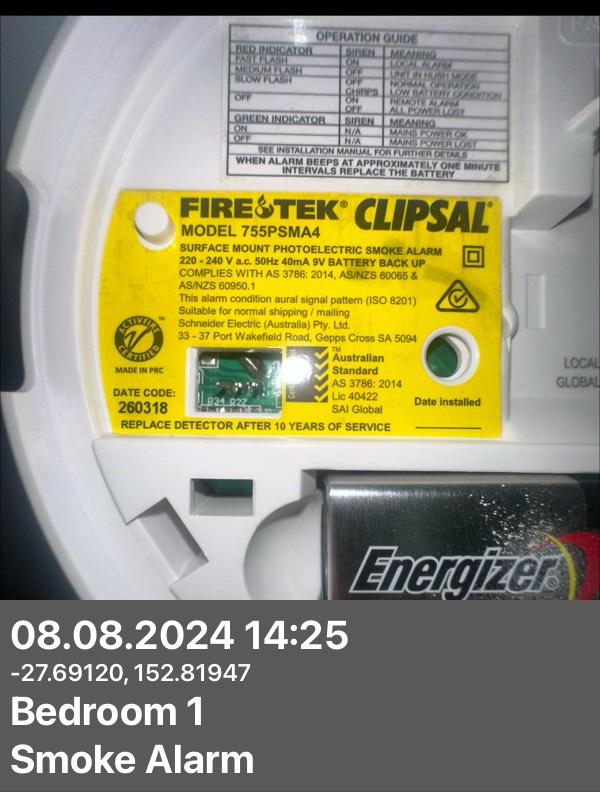 OPERATION GUIDE
RED INDICATOR SIREN MEANING
FAST FLASH ON LOCAL ALARM
MEDIUM FLASH OFF UNIT IN HUSH MODE
SLOW FLASH OFF NORMAL OPERATION
CHIRPS LOW BATTERY CONDITION
OFF ON REMOTE ALARM
OFF ALL POWER LOST
GREEN INDICATOR SIREN MEANING
ON N/A MAINS POWER OK
OFF N/A MAINS POWER LOST
SEE INSTALLATION MANUAL FOR FURTHER DETAILS
WHEN ALARM BEEPS AT APPROXIMATELY ONE MINUTE
INTERVALS REPLACE THE BATTERY
FIRETEK® CLIPSAL®
MODEL 755PSMA4
SURFACE MOUNT PHOTOELECTRIC SMOKE ALARM
220 - 240 V a.c. 50Hz 40mA 9V BATTERY BACK UP
COMPLIES WITH AS 3786: 2014, AS/NZS 60065 &
AS/NZS 60950.1
This alarm condition aural signal pattern (ISO 8201)
Suitable for normal shipping / mailing
Schneider Electric (Australia) Pty. Ltd.
33 - 37 Port Wakefield Road, Gepps Cross SA 5094
ACTIVFIRE
CERTIFIED
TM
MADE IN PRC
DATE CODE:
260318
R34 R27
TM
Australian
Standard
AS 3786: 2014
Lic 40422
SAI Global
Date installed
REPLACE DETECTOR AFTER 10 YEARS OF SERVICE
LOCAL
GLOBAL
Energizer®
08.08.2024 14:25
-27.69120, 152.81947
Bedroom 1
Smoke Alarm